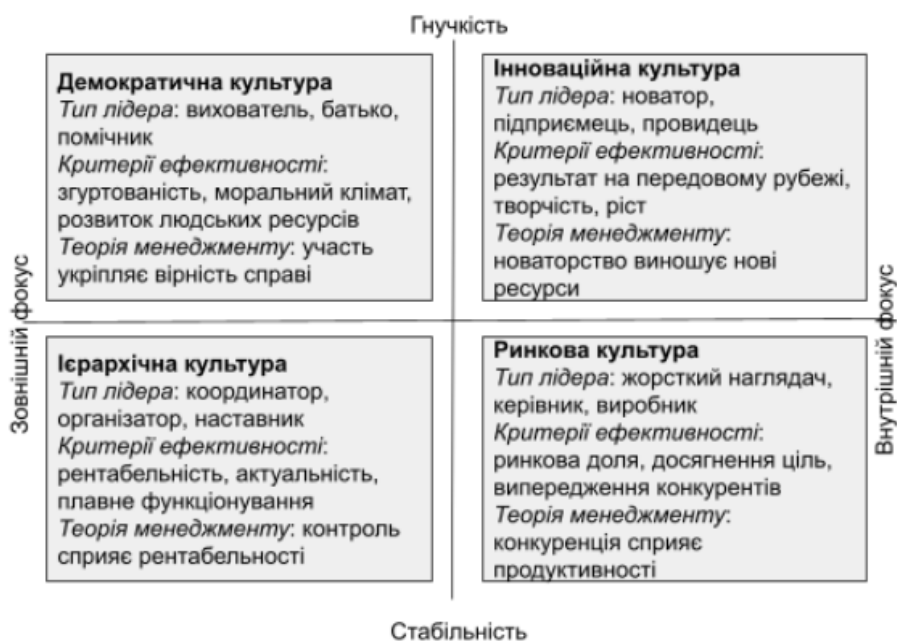 Гнучкість
Демократична культура
Тип лідера: вихователь, батько,
помічник
Критерії ефективності:
згуртованість, моральний клімат,
розвиток людських ресурсів
Теорія менеджменту: участь
укріпляє вірність справі
Інноваційна культура
Тип лідера: новатор,
підприємець, провидець
Критерії ефективності:
результат на передовому рубежі,
творчість, ріст
Теорія менеджменту:
новаторство виношує нові
ресурси
Зовнішній фокус
Внутрішній фокус
Ієрархічна культура
Тип лідера: координатор,
організатор, наставник
Критерії ефективності:
рентабельність, актуальність,
плавне функціонування
Теорія менеджменту: контроль
сприяє рентабельності
Ринкова культура
Тип лідера: жорсткий наглядач,
керівник, виробник
Критерії ефективності:
ринкова доля, досягнення ціль,
випередження конкурентів
Теорія менеджменту:
конкуренція сприяє
продуктивності
Стабільність